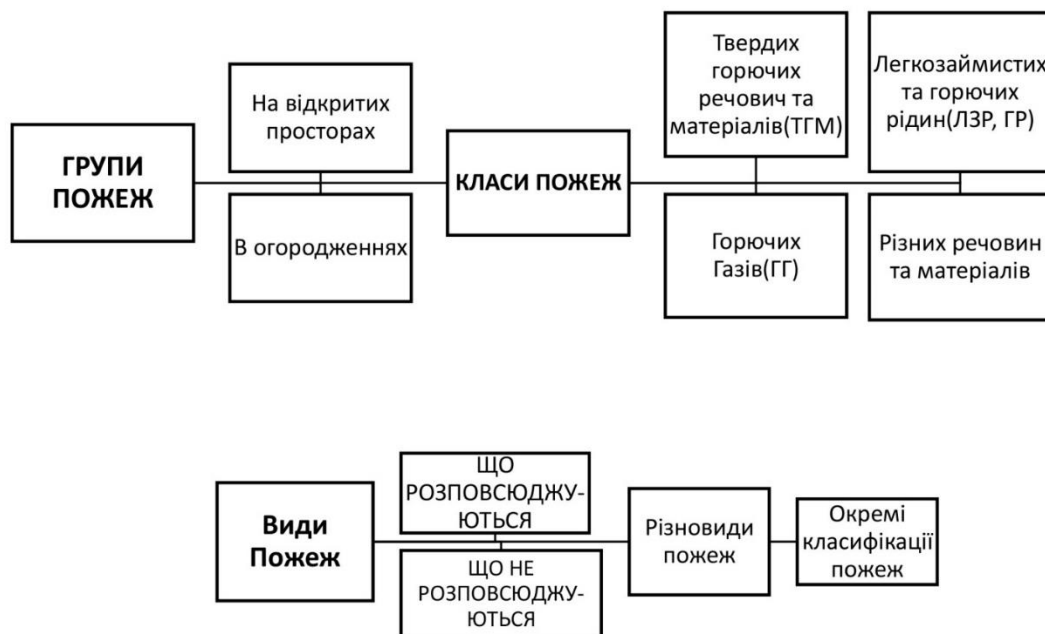 ГРУПИ
ПОЖЕЖ
На відкритих
просторах
В огородженнях
КЛАСИ ПОЖЕЖ
Твердих
горючих
речович та
матеріалів(ТГМ)
Горючих
Газів(ГГ)
Легкозаймистих
та горючих
рідин(ЛЗР, ГР)
Різних речовин
та матеріалів
Види
Пожеж
ЩО
РОЗПОВСЮДЖУ-
ЮТЬСЯ
ЩО НЕ
РОЗПОВСЮДЖУ-
ЮТЬСЯ
Різновиди
пожеж
Окремі
класифікації
пожеж